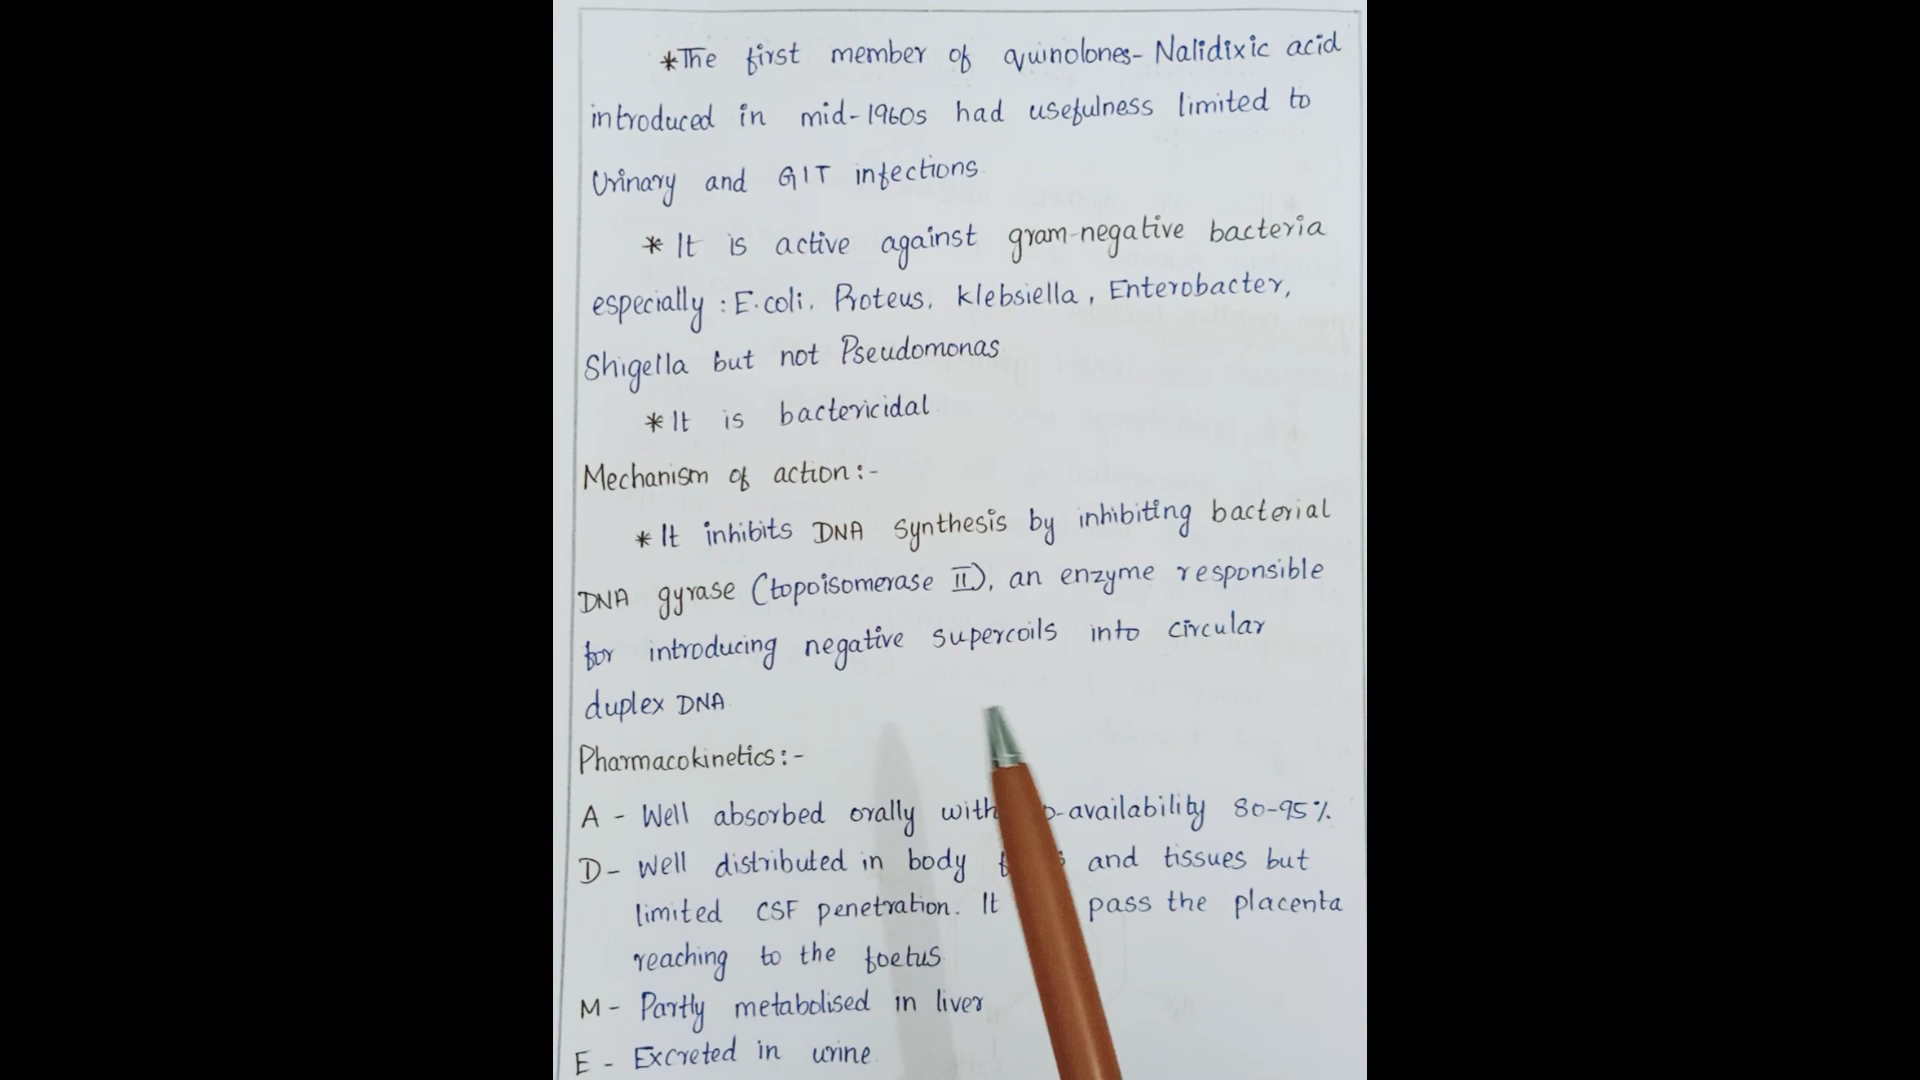 *The first member of quinolones- Nalidixic acid
introduced in mid-1960s had usefulness limited to
Urinary and GIT infections
* It is active against gram-negative bacteria
especially : E.coli. Proteus. Klebsiella, Enterobacter,
Shigella but not Pseudomonas
*It is bactericidal
Mechanism of action:-
*It inhibits DNA synthesis by inhibiting bacterial
DNA gyrase (topoisomerase II), an enzyme responsible
for introducing negative supercoils into circular
duplex DNA
Pharmacokinetics:-
A - Well absorbed orally with -availability 80-95%
D- Well distributed in body and tissues but
limited CSF penetration. It pass the placenta
reaching to the foetus
M- Partly metabolised in liver
E - Excreted in urine